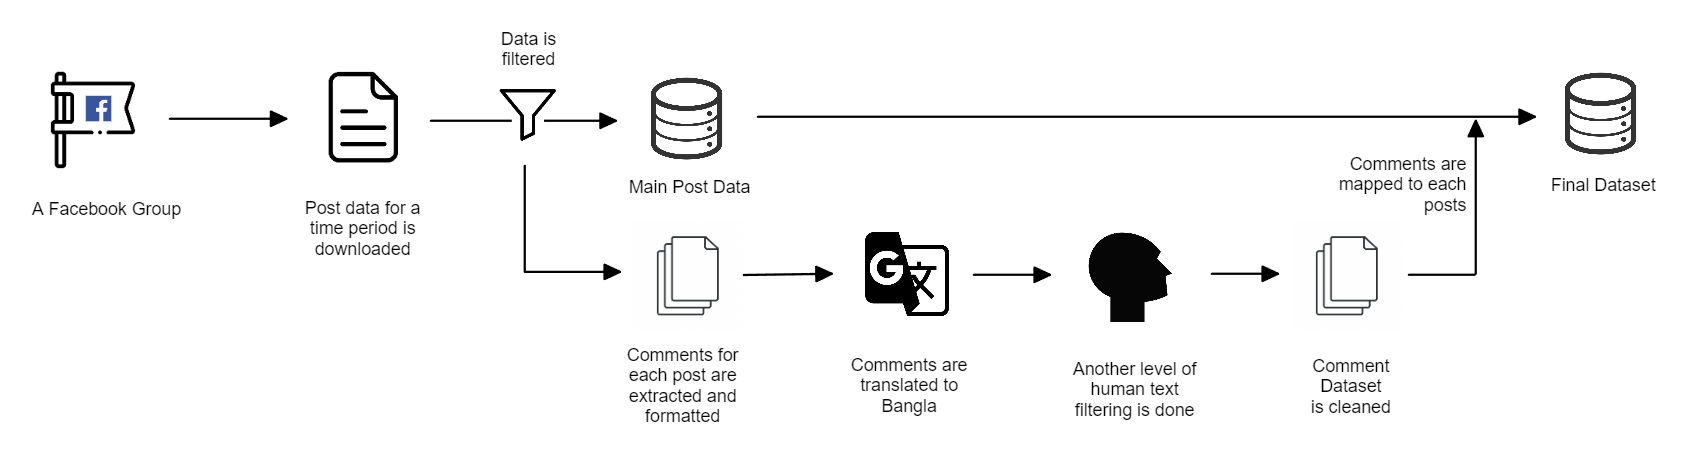 Data is
filtered
A Facebook Group
Post data for a
time period is
downloaded
Main Post Data
Comments are
mapped to each
posts
Final Dataset
Comments for
each post are
extracted and
formatted
G 文
Comments are
translated to
Bangla
Another level of
human text
filtering is done
Comment
Dataset
is cleaned